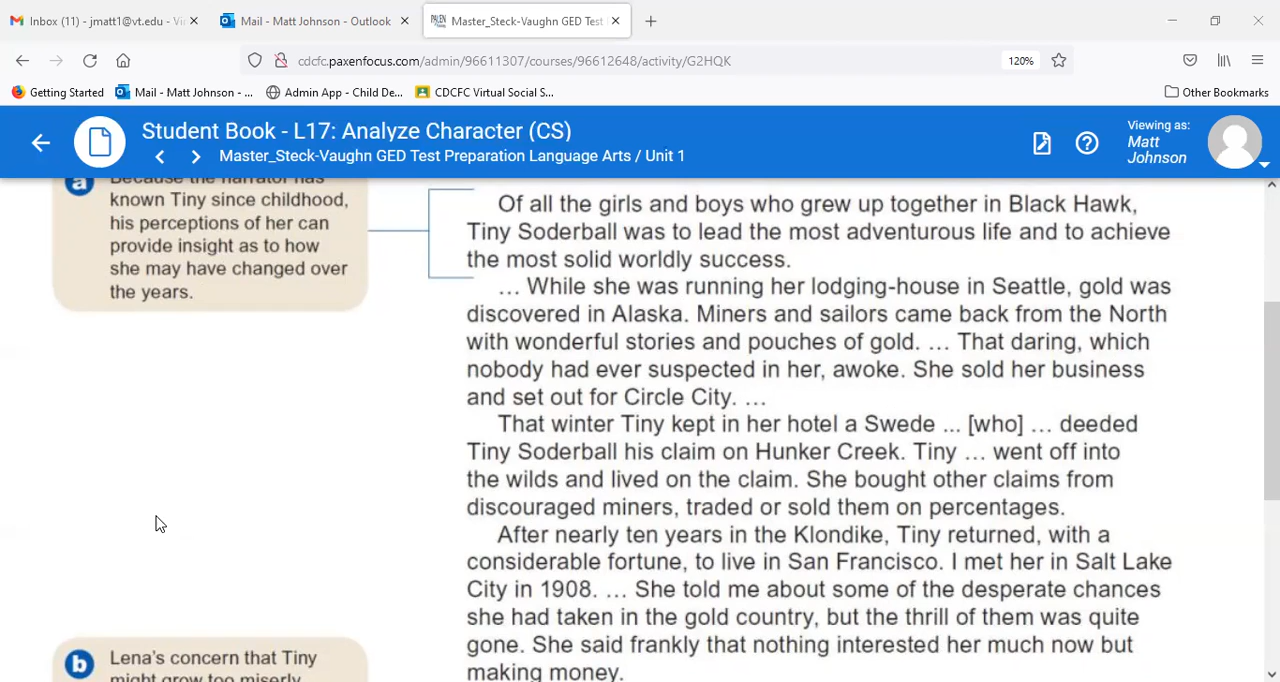 Inbox (11) - jmatt1@vt.edu - Vi
Mail - Matt Johnson - Outlook
Master_Steck-Vaughn GED Test
cdcfc.paxenfocus.com/admin/96611307/courses/96612648/activity/G2HQK
120%
Getting Started
Mail - Matt Johnson - ...
Admin App - Child De...
CDCFC Virtual Social S...
Other Bookmarks
Student Book - L17: Analyze Character (CS)
Master_Steck-Vaughn GED Test Preparation Language Arts / Unit 1
Viewing as:
Matt
Johnson
a
Because the narrator has
known Tiny since childhood,
his perceptions of her can
provide insight as to how
she may have changed over
the years.
Of all the girls and boys who grew up together in Black Hawk,
Tiny Soderball was to lead the most adventurous life and to achieve
the most solid worldly success.
... While she was running her lodging-house in Seattle, gold was
discovered in Alaska. Miners and sailors came back from the North
with wonderful stories and pouches of gold. ... That daring, which
nobody had ever suspected in her, awoke. She sold her business
and set out for Circle City. ...
That winter Tiny kept in her hotel a Swede ... [who] ... deeded
Tiny Soderball his claim on Hunker Creek. Tiny ... went off into
the wilds and lived on the claim. She bought other claims from
discouraged miners, traded or sold them on percentages.
After nearly ten years in the Klondike, Tiny returned, with a
considerable fortune, to live in San Francisco. I met her in Salt Lake
City in 1908. ... She told me about some of the desperate chances
she had taken in the gold country, but the thrill of them was quite
gone. She said frankly that nothing interested her much now but
making money.
b
Lena's concern that Tiny
might grow too miserly